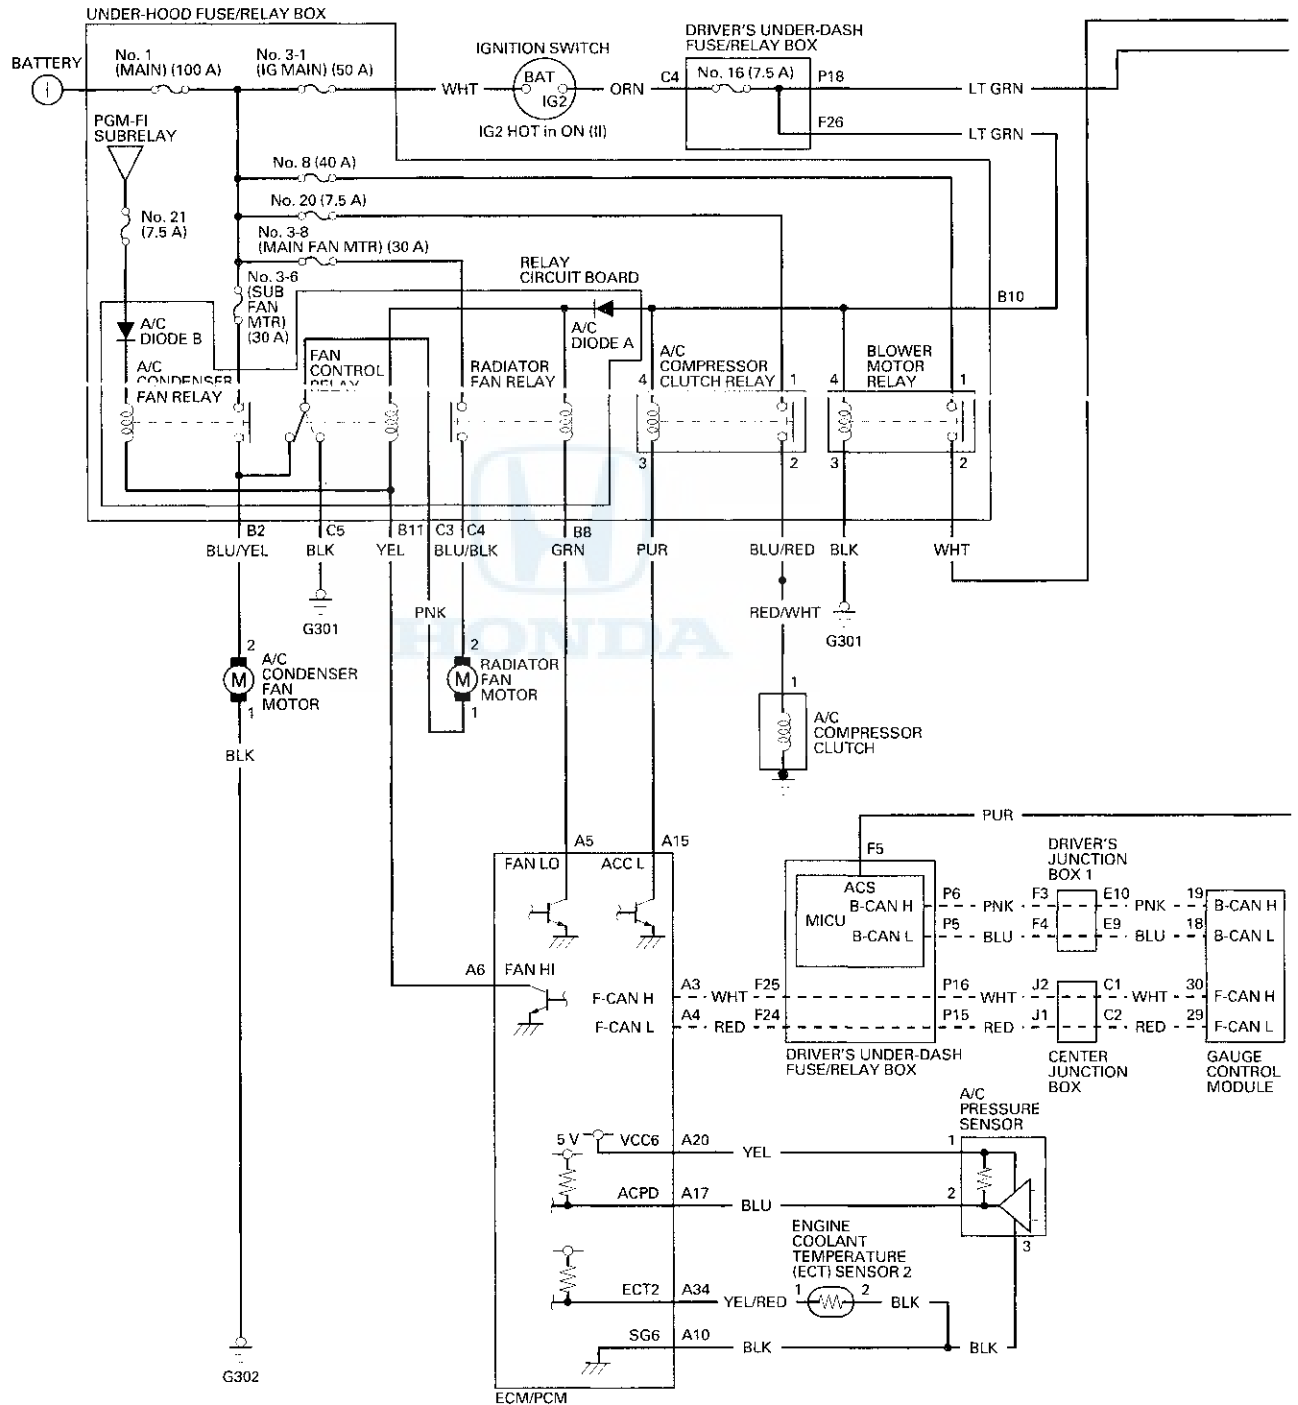 UNDER-HOOD FUSE/RELAY BOX
BATTERY
No. 1
(MAIN) (100 A)
No. 3-1
(IG MAIN) (50 A)
WHT
IGNITION SWITCH
BAT
IG2
IG2 HOT in ON (II)
ORN
C4
DRIVER'S UNDER-DASH
FUSE/RELAY BOX
No. 16 (7.5 A)
P18
LT GRN
F26
LT GRN
PGM-FI
SUBRELAY
No. 21
(7.5 A)
No. 8 (40 A)
No. 20 (7.5 A)
No. 3-8
(MAIN FAN MTR) (30 A)
No. 3-6
(SUB
FAN
MTR)
(30 A)
RELAY
CIRCUIT BOARD
B10
A/C
DIODE B
A/C
DIODE A
A/C
CONDENSER
FAN RELAY
FAN
CONTROL
RELAY
RADIATOR
FAN RELAY
A/C
COMPRESSOR
CLUTCH RELAY
4
1
3
2
BLOWER
MOTOR
RELAY
4
1
3
2
B2
C5
B11
C3
C4
B8
BLU/YEL
BLK
YEL
BLU/BLK
GRN
PUR
BLU/RED
BLK
WHT
G301
PNK
RED/WHT
G301
HONDA
2
A/C
CONDENSER
FAN
MOTOR
M
1
2
RADIATOR
FAN
MOTOR
M
1
1
A/C
COMPRESSOR
CLUTCH
BLK
PUR
A5
A15
FAN LO
ACC L
F5
DRIVER'S
JUNCTION
BOX 1
ACS
MICU
B-CAN H
P6
PNK
F3
E10
PNK
19
B-CAN H
B-CAN L
P5
BLU
F4
E9
BLU
18
B-CAN L
A6
FAN HI
F-CAN H
A3
WHT
F25
P16
WHT
J2
C1
WHT
30
F-CAN H
F-CAN L
A4
RED
F24
P15
RED
J1
C2
RED
29
F-CAN L
DRIVER'S UNDER-DASH
FUSE/RELAY BOX
CENTER
JUNCTION
BOX
GAUGE
CONTROL
MODULE
A/C
PRESSURE
SENSOR
5 V
VCC6
A20
YEL
1
ACPD
A17
BLU
2
3
ENGINE
COOLANT
TEMPERATURE
(ECT) SENSOR 2
ECT2
A34
YEL/RED
1
2
BLK
SG6
A10
BLK
BLK
G302
ECM/PCM